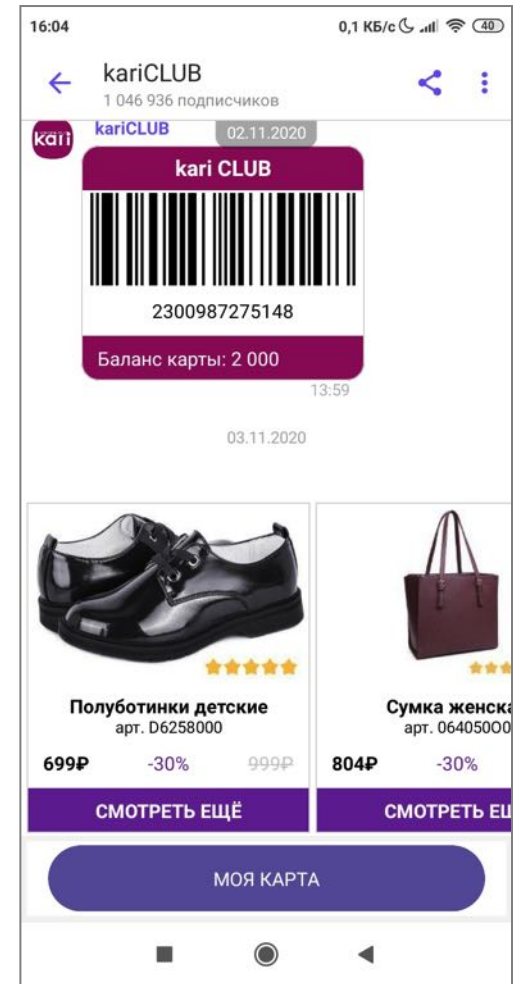 16:04 0,1 КБ/с 40
kariCLUB
1 046 936 подписчиков
kari
kariCLUB
02.11.2020
kari CLUB
2300987275148
Баланс карты: 2 000
13:59
03.11.2020
Полуботинки детские
арт. D6258000
699₽ -30% 999₽
СМОТРЕТЬ ЕЩЁ
Сумка женска
арт. 06405000
804₽ -30%
СМОТРЕТЬ ЕЩ
МОЯ КАРТА